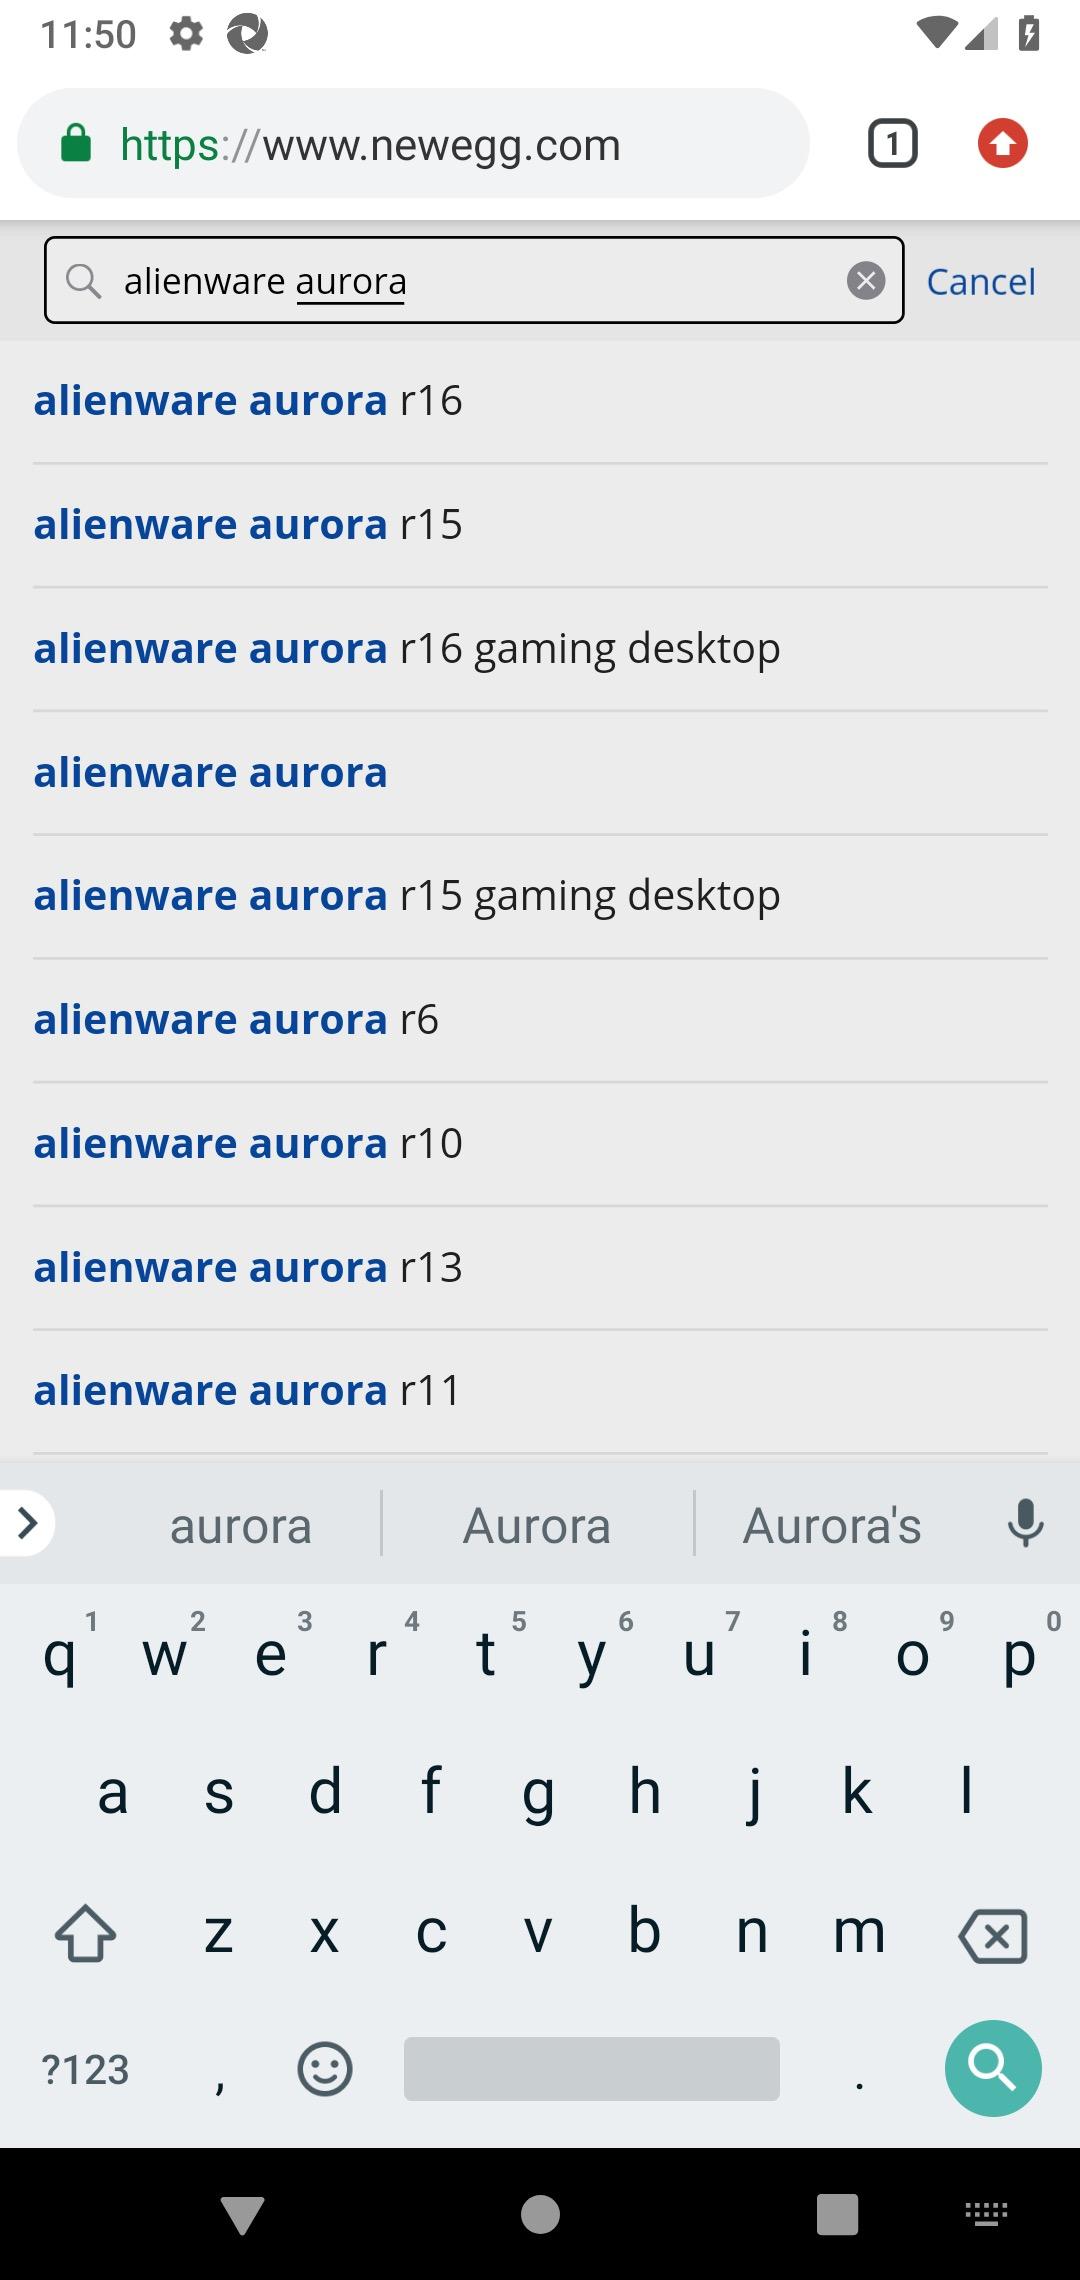 11:50
https://www.newegg.com
1
alienware aurora
Cancel
alienware aurora r16
alienware aurora r15
alienware aurora r16 gaming desktop
alienware aurora
alienware aurora r15 gaming desktop
alienware aurora r6
alienware aurora r10
alienware aurora r13
alienware aurora r11
aurora
Aurora
Aurora's
1 2 3 4 5 6 7 8 9 0
q w e r t y u i o p
a s d f g h j k l
z x c v b n m
?123 , .